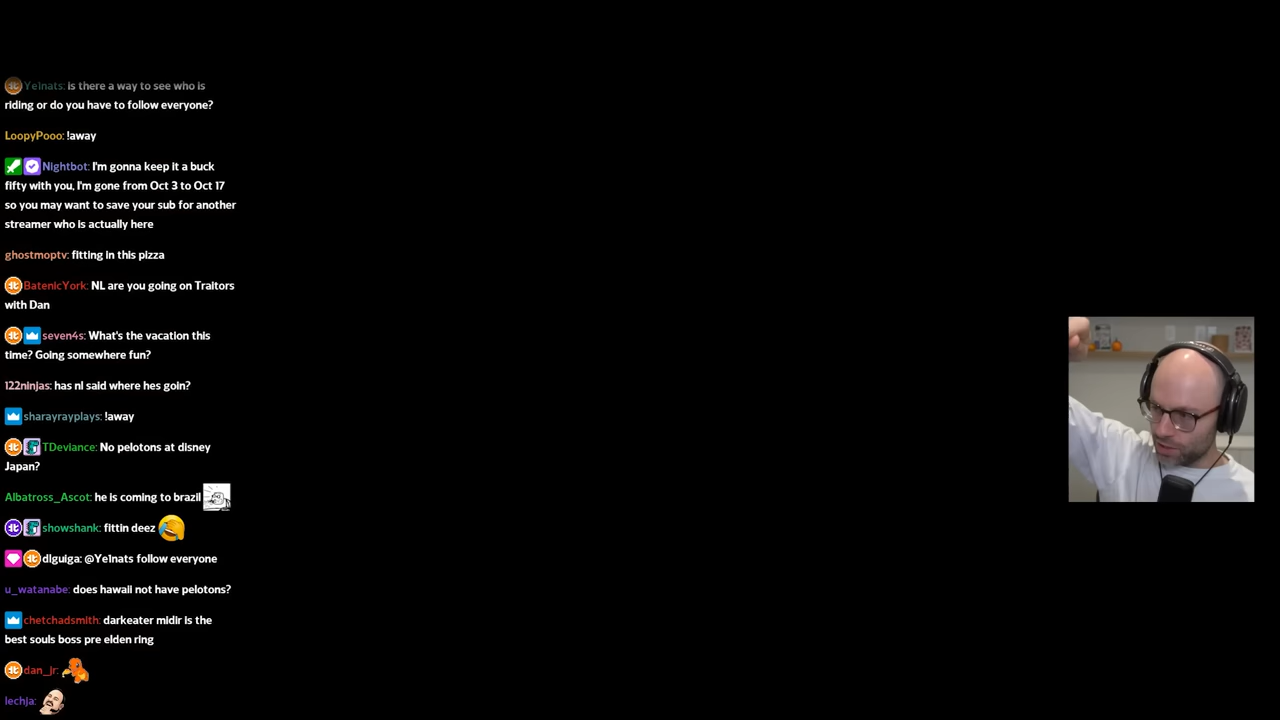 Ye1nats: is there a way to see who is
riding or do you have to follow everyone?
LoopyPooo: !away
Nightbot: I'm gonna keep it a buck
fifty with you, I'm gone from Oct 3 to Oct 17
so you may want to save your sub for another
streamer who is actually here
ghostmoptv: fitting in this pizza
BatenicYork: NL are you going on Traitors
with Dan
seven4s: What's the vacation this
time? Going somewhere fun?
122ninjas: has nl said where hes goin?
sharayrayplays: !away
TDeviance: No pelotons at disney
Japan?
Albatross_Ascot: he is coming to brazil
showshank: fittin deez
dlguiga: @Ye1nats follow everyone
u_watanabe: does hawaii not have pelotons?
chetchadsmith: darkeater midir is the
best souls boss pre elden ring
dan_jr:
lechja: